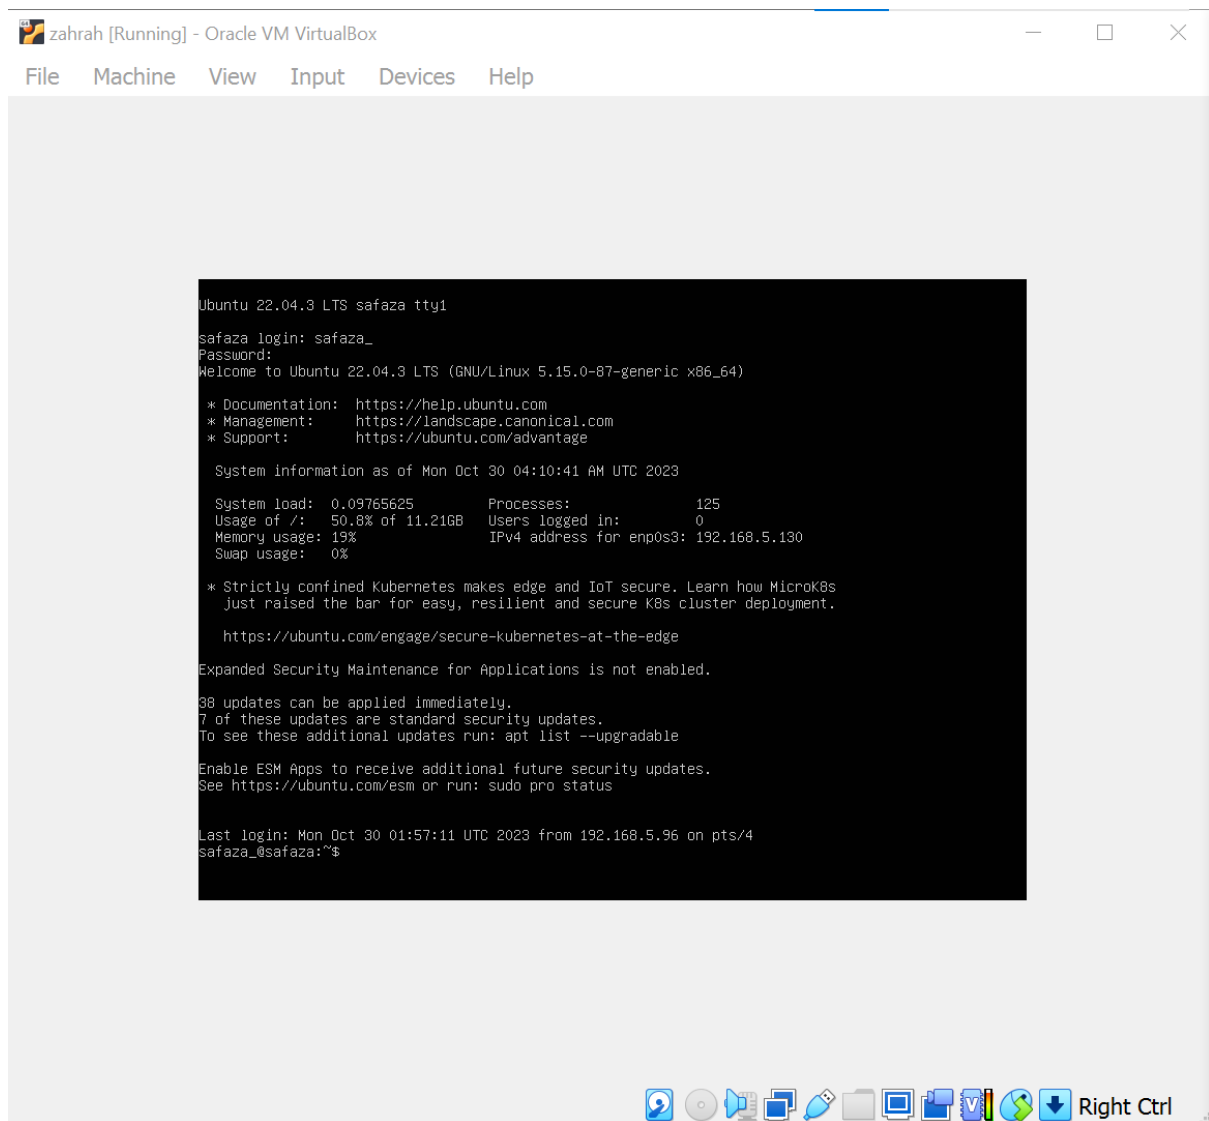 zahrah [Running] - Oracle VM VirtualBox
File Machine View Input Devices Help
Ubuntu 22.04.3 LTS safaza tty1
safaza login: safaza_
Password:
Welcome to Ubuntu 22.04.3 LTS (GNU/Linux 5.15.0-87-generic x86_64)
* Documentation: https://help.ubuntu.com
* Management: https://landscape.canonical.com
* Support: https://ubuntu.com/advantage
System information as of Mon Oct 30 04:10:41 AM UTC 2023
System load: 0.09765625 Processes: 125
Usage of /: 50.8% of 11.21GB Users logged in: 0
Memory usage: 19% IPv4 address for enp0s3: 192.168.5.130
Swap usage: 0%
* Strictly confined Kubernetes makes edge and IoT secure. Learn how MicroK8s
just raised the bar for easy, resilient and secure K8s cluster deployment.
https://ubuntu.com/engage/secure-kubernetes-at-the-edge
Expanded Security Maintenance for Applications is not enabled.
38 updates can be applied immediately.
7 of these updates are standard security updates.
To see these additional updates run: apt list --upgradable
Enable ESM Apps to receive additional future security updates.
See https://ubuntu.com/esm or run: sudo pro status
Last login: Mon Oct 30 01:57:11 UTC 2023 from 192.168.5.96 on pts/4
safaza_@safaza:~$
Right Ctrl